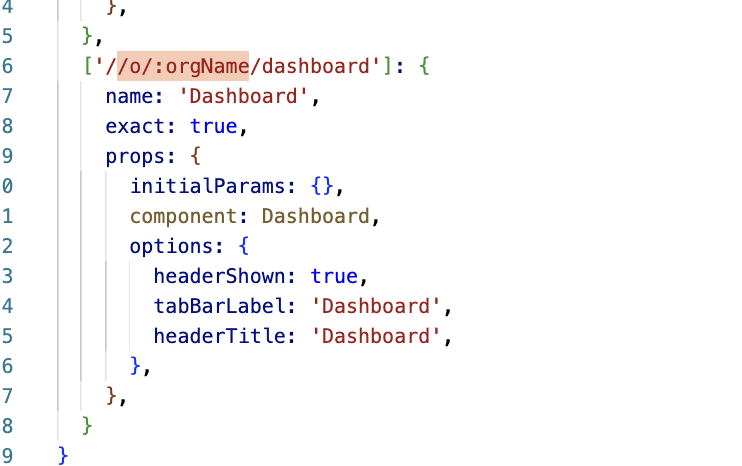 4 },
5 },
6 ['///o/:orgName/dashboard']: {
7 name: 'Dashboard',
8 exact: true,
9 props: {
0 initialParams: {},
1 component: Dashboard,
2 options: {
3 headerShown: true,
4 tabBarLabel: 'Dashboard',
5 headerTitle: 'Dashboard',
6 },
7 },
8 }
9 }